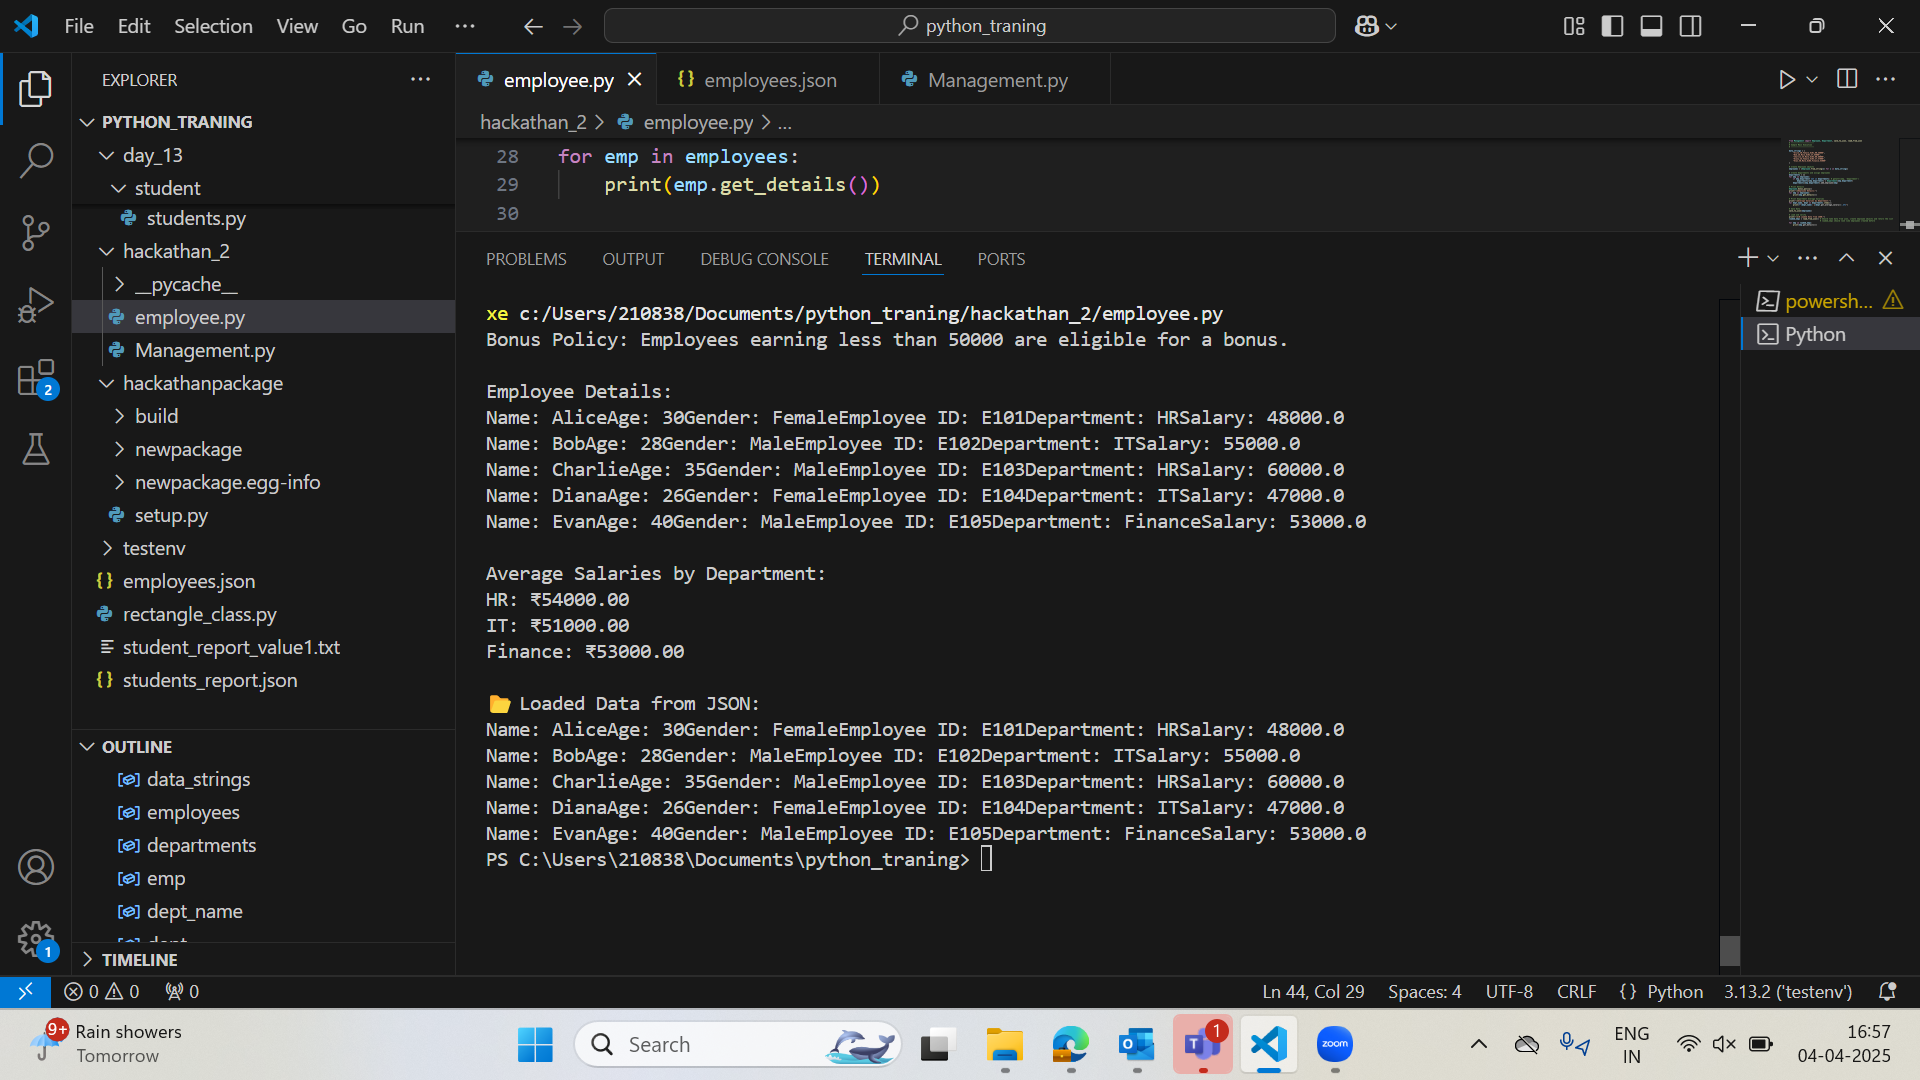 File Edit Selection View Go Run ...
python_traning
EXPLORER
PYTHON_TRANING
day_13
student
students.py
hackathan_2
__pycache__
employee.py
Management.py
hackathanpackage
build
newpackage
newpackage.egg-info
setup.py
testenv
employees.json
rectangle_class.py
student_report_value1.txt
students_report.json
OUTLINE
data_strings
employees
departments
emp
dept_name
TIMELINE
2
1
employee.py
employees.json
Management.py
hackathan_2 > employee.py > ...
28 for emp in employees:
29 print(emp.get_details())
30
PROBLEMS OUTPUT DEBUG CONSOLE TERMINAL PORTS
powersh...
Python
xe c:/Users/210838/Documents/python_traning/hackathan_2/employee.py
Bonus Policy: Employees earning less than 50000 are eligible for a bonus.
Employee Details:
Name: AliceAge: 30Gender: FemaleEmployee ID: E101Department: HRSalary: 48000.0
Name: BobAge: 28Gender: MaleEmployee ID: E102Department: ITSalary: 55000.0
Name: CharlieAge: 35Gender: MaleEmployee ID: E103Department: HRSalary: 60000.0
Name: DianaAge: 26Gender: FemaleEmployee ID: E104Department: ITSalary: 47000.0
Name: EvanAge: 40Gender: MaleEmployee ID: E105Department: FinanceSalary: 53000.0
Average Salaries by Department:
HR: ₹54000.00
IT: ₹51000.00
Finance: ₹53000.00
📂 Loaded Data from JSON:
Name: AliceAge: 30Gender: FemaleEmployee ID: E101Department: HRSalary: 48000.0
Name: BobAge: 28Gender: MaleEmployee ID: E102Department: ITSalary: 55000.0
Name: CharlieAge: 35Gender: MaleEmployee ID: E103Department: HRSalary: 60000.0
Name: DianaAge: 26Gender: FemaleEmployee ID: E104Department: ITSalary: 47000.0
Name: EvanAge: 40Gender: MaleEmployee ID: E105Department: FinanceSalary: 53000.0
PS C:\Users\210838\Documents\python_traning>
0 0 0
Ln 44, Col 29 Spaces: 4 UTF-8 CRLF {} Python 3.13.2 ('testenv')
9+
Rain showers
Tomorrow
Search
1
zoom
ENG
IN
16:57
04-04-2025